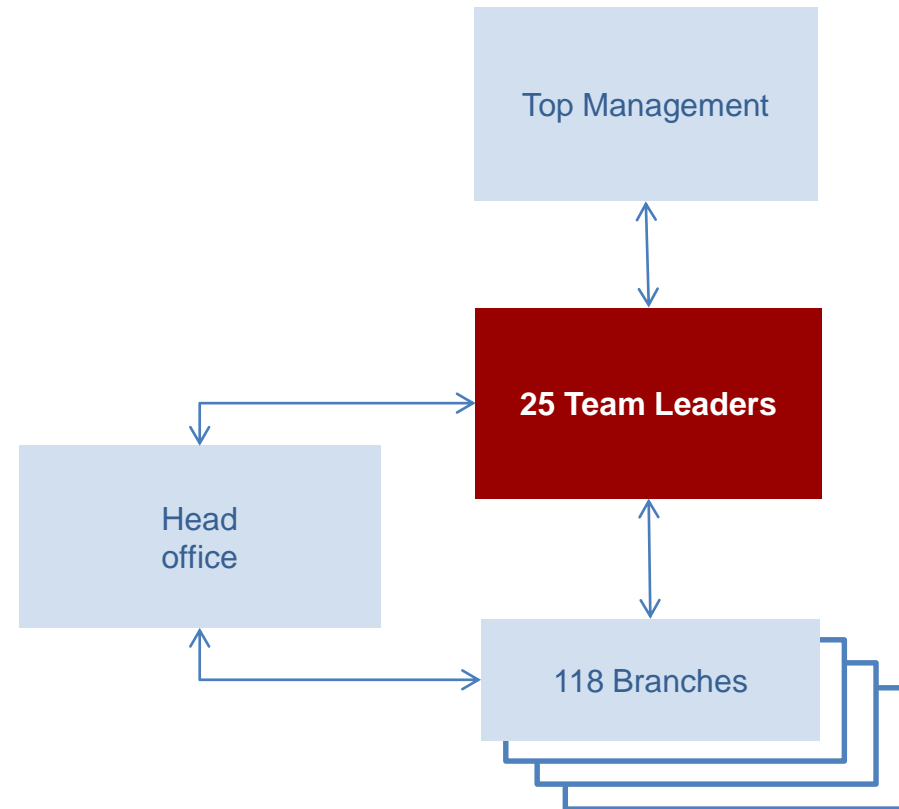 Top Management
25 Team Leaders
Head
office
118 Branches